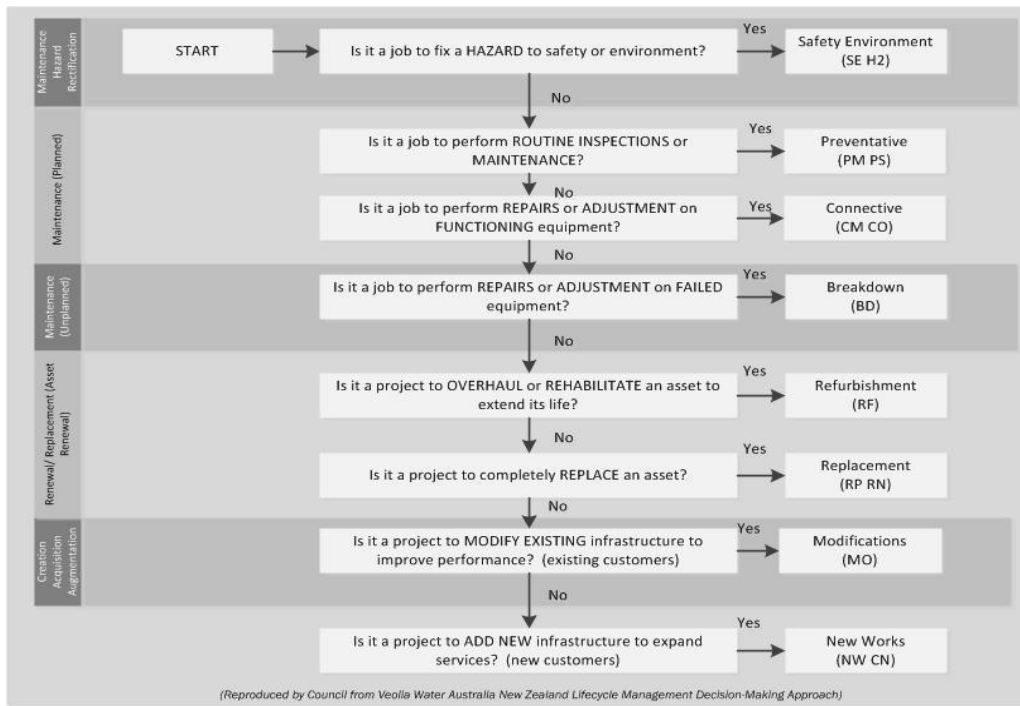 Maintenance
Hazard
Rectification
START
Is it a job to fix a HAZARD to safety or environment?
Yes
Safety Environment
(SE H2)
No
Maintenance (Planned)
Is it a job to perform ROUTINE INSPECTIONS or
MAINTENANCE?
Yes
Preventative
(PM PS)
No
Is it a job to perform REPAIRS or ADJUSTMENT on
FUNCTIONING equipment?
Yes
Connective
(CM CO)
No
Maintenance
(Unplanned)
Is it a job to perform REPAIRS or ADJUSTMENT on FAILED
equipment?
Yes
Breakdown
(BD)
No
Renewal/ Replacement (Asset
Renewal)
Is it a project to OVERHAUL or REHABILITATE an asset to
extend its life?
Yes
Refurbishment
(RF)
No
Is it a project to completely REPLACE an asset?
Yes
Replacement
(RP RN)
No
Creation
Acquisition
Augmentation
Is it a project to MODIFY EXISTING infrastructure to
improve performance? (existing customers)
Yes
Modifications
(MO)
No
Is it a project to ADD NEW infrastructure to expand
services? (new customers)
Yes
New Works
(NW CN)
(Reproduced by Council from Veolla Water Australia New Zealand Lifecycle Management Decision-Making Approach)